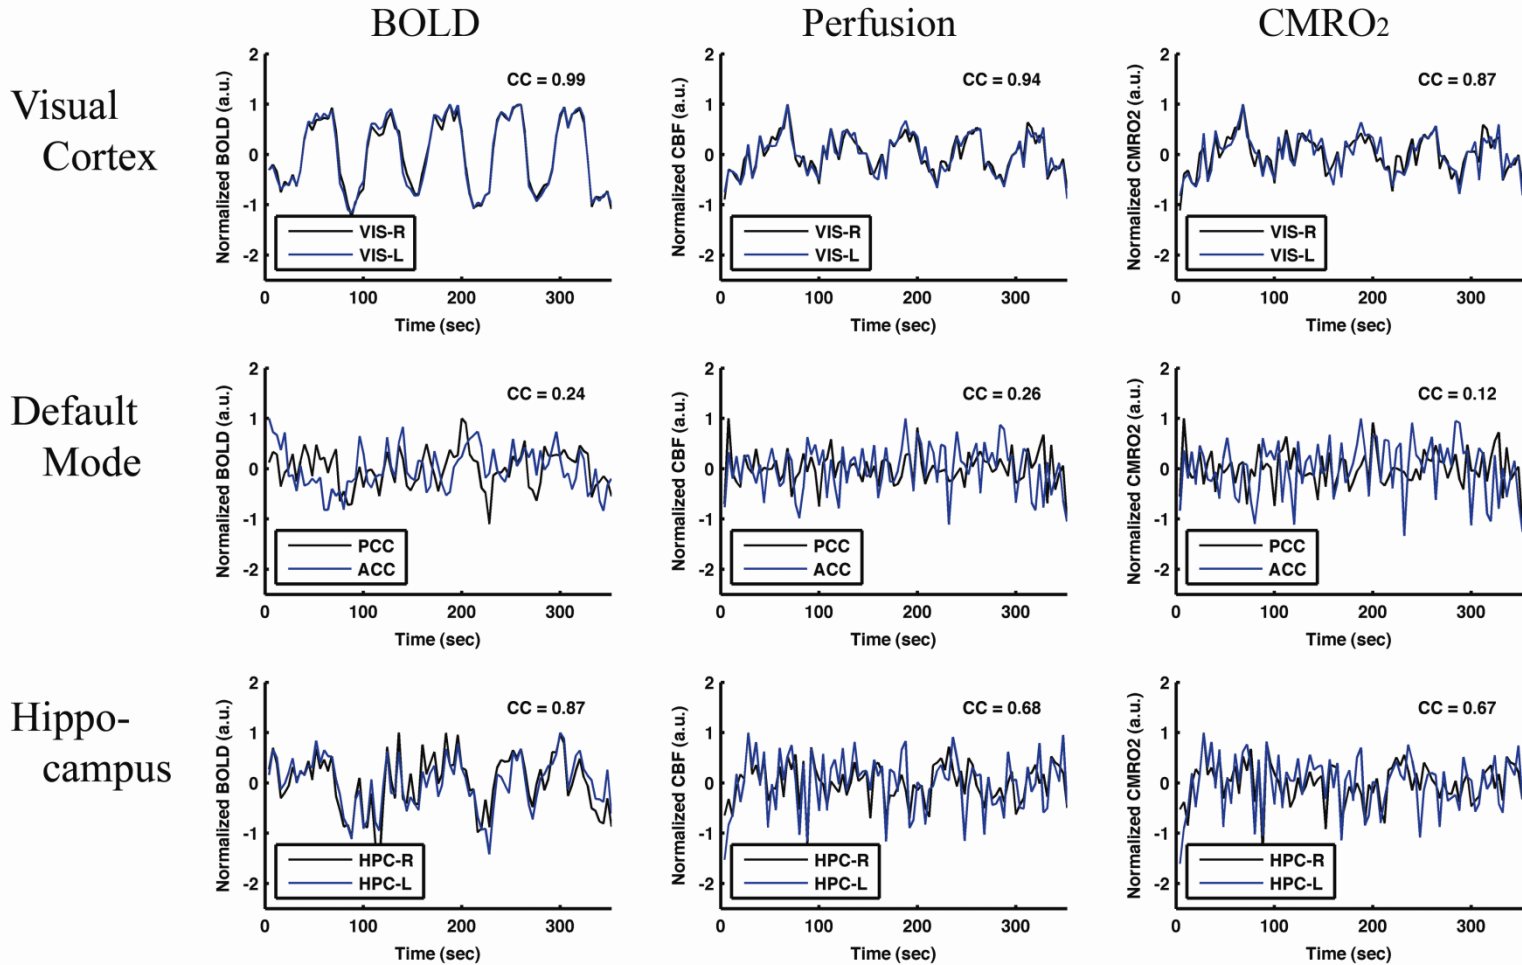 BOLD
Perfusion
CMRO2
Visual
Cortex
Normalized BOLD (a.u.)
2
1
0
-1
-2
CC = 0.99
VIS-R
VIS-L
0 100 200 300
Time (sec)
Normalized CBF (a.u.)
2
1
0
-1
-2
CC = 0.94
VIS-R
VIS-L
0 100 200 300
Time (sec)
Normalized CMRO2 (a.u.)
2
1
0
-1
-2
CC = 0.87
VIS-R
VIS-L
0 100 200 300
Time (sec)
Default
Mode
Normalized BOLD (a.u.)
2
1
0
-1
-2
CC = 0.24
PCC
ACC
0 100 200 300
Time (sec)
Normalized CBF (a.u.)
2
1
0
-1
-2
CC = 0.26
PCC
ACC
0 100 200 300
Time (sec)
Normalized CMRO2 (a.u.)
2
1
0
-1
-2
CC = 0.12
PCC
ACC
0 100 200 300
Time (sec)
Hippo-
campus
Normalized BOLD (a.u.)
2
1
0
-1
-2
CC = 0.87
HPC-R
HPC-L
0 100 200 300
Time (sec)
Normalized CBF (a.u.)
2
1
0
-1
-2
CC = 0.68
HPC-R
HPC-L
0 100 200 300
Time (sec)
Normalized CMRO2 (a.u.)
2
1
0
-1
-2
CC = 0.67
HPC-R
HPC-L
0 100 200 300
Time (sec)